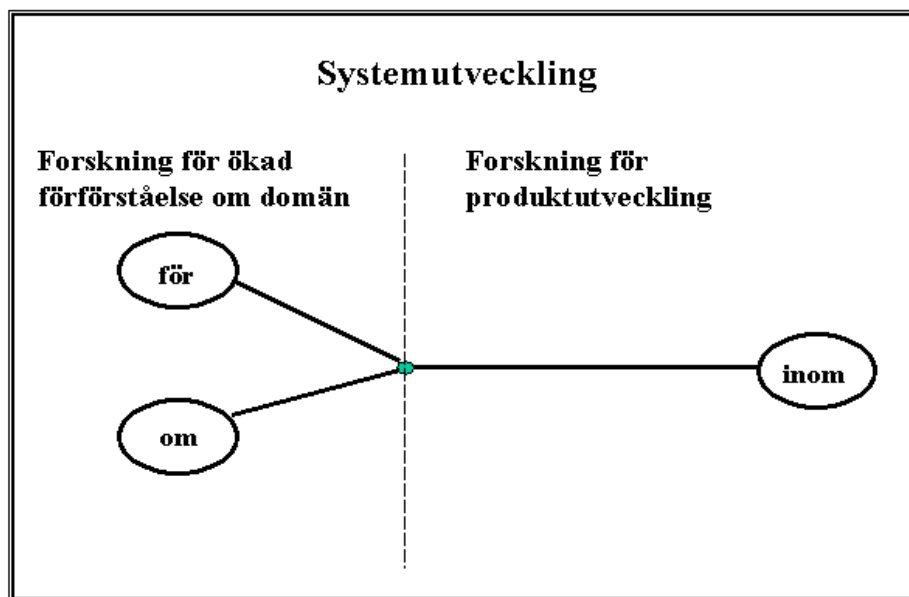 Systemutveckling
Forskning för ökad
förförståelse om domän
Forskning för
produktutveckling
för
om
inom